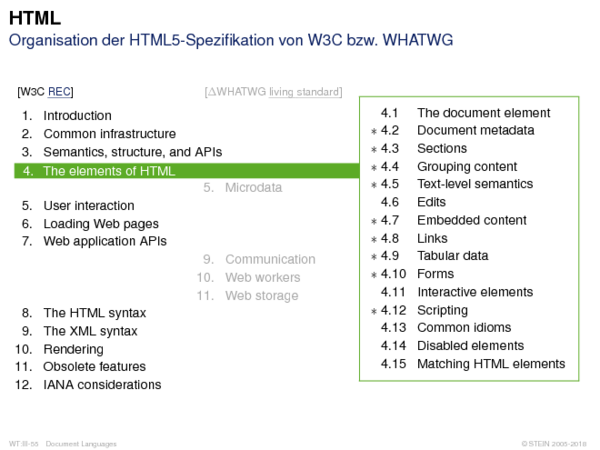 HTML
Organisation der HTML5-Spezifikation von W3C bzw. WHATWG
[W3C REC]
[ΔWHATWG living standard]
1. Introduction
2. Common infrastructure
3. Semantics, structure, and APIs
4. The elements of HTML
5. Microdata
5. User interaction
6. Loading Web pages
7. Web application APIs
9. Communication
10. Web workers
11. Web storage
8. The HTML syntax
9. The XML syntax
10. Rendering
11. Obsolete features
12. IANA considerations
4.1 The document element
* 4.2 Document metadata
* 4.3 Sections
* 4.4 Grouping content
* 4.5 Text-level semantics
4.6 Edits
* 4.7 Embedded content
* 4.8 Links
* 4.9 Tabular data
* 4.10 Forms
4.11 Interactive elements
* 4.12 Scripting
4.13 Common idioms
4.14 Disabled elements
4.15 Matching HTML elements
WT:III-55 Document Languages
© STEIN 2005-2018